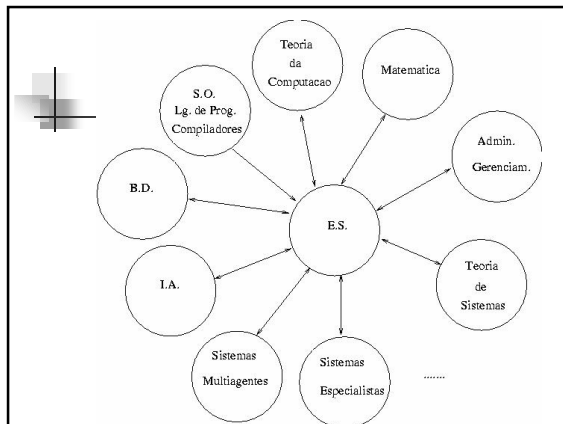 Teoria
da
Computacao
Matematica
S.O.
Lg. de Prog.
Compiladores
Admin.
Gerenciam.
B.D.
E.S.
I.A.
Teoria
de
Sistemas
Sistemas
Multiagentes
Sistemas
Especialistas
.......